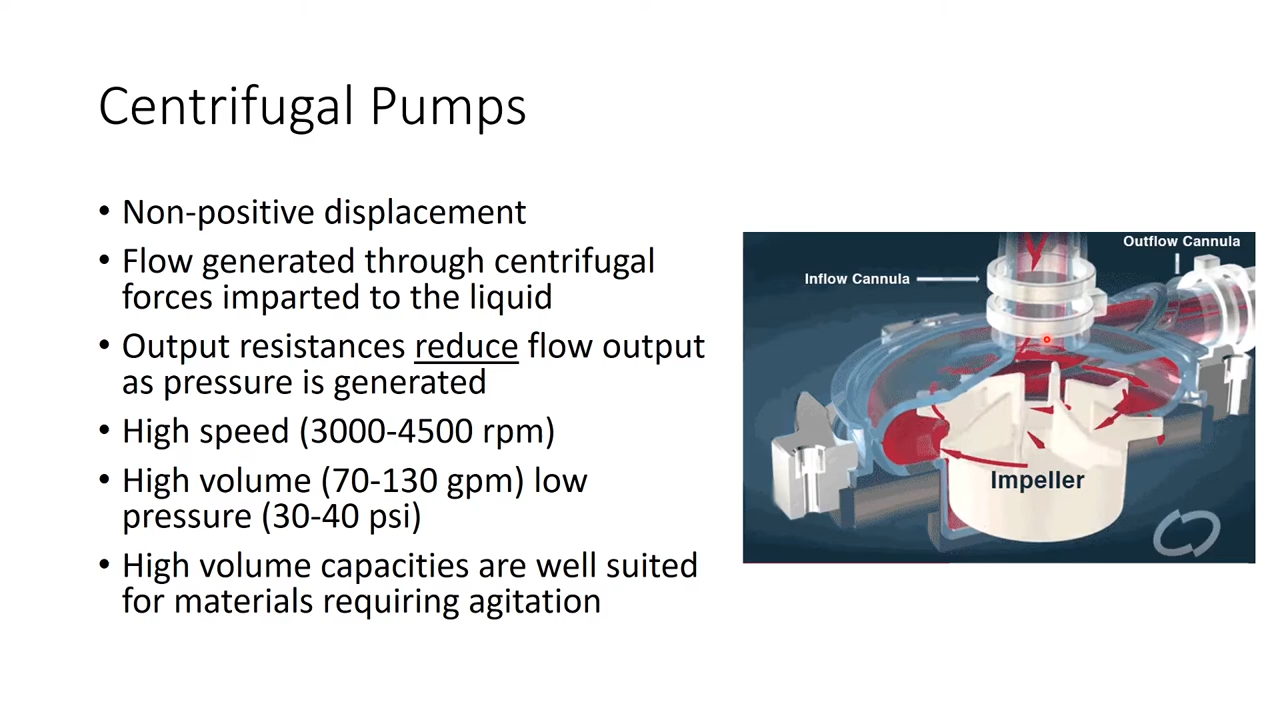 Centrifugal Pumps
• Non-positive displacement
• Flow generated through centrifugal
forces imparted to the liquid
• Output resistances reduce flow output
as pressure is generated
• High speed (3000-4500 rpm)
• High volume (70-130 gpm) low
pressure (30-40 psi)
• High volume capacities are well suited
for materials requiring agitation
Outflow Cannula
Inflow Cannula
Impeller